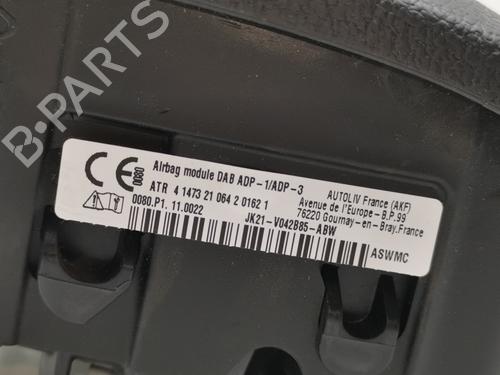 B-PARTS
CE 0080
Airbag module DAB ADP-1/ADP-3
ATR 4 1473 21 064 2 0162 1
0080.P1. 11.0022
JK21-V042B85-ABW
AUTOLIV France (AKF)
Avenue de l'Europe - B.P.99
76220 Gournay-en-Bray.France
ASWMC